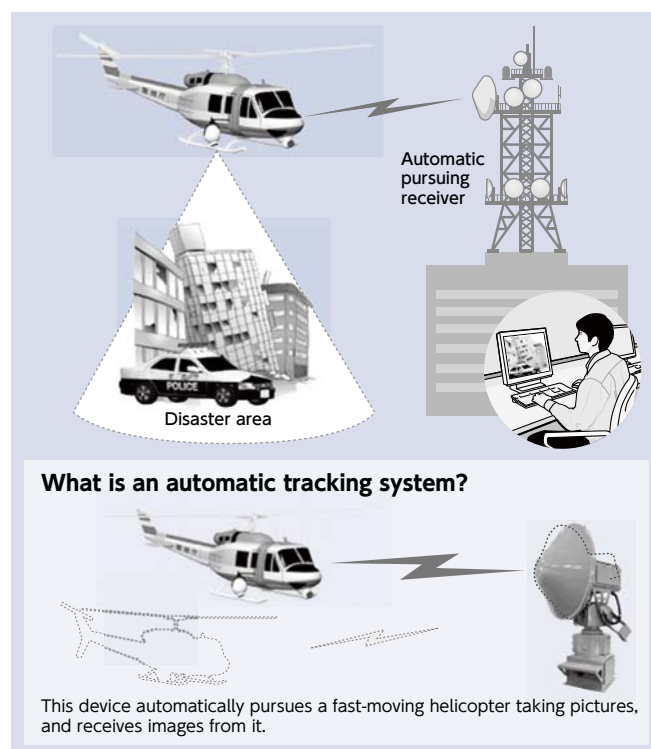 Automatic
pursuing
receiver
POLICE
Disaster area
What is an automatic tracking system?
This device automatically pursues a fast-moving helicopter taking pictures,
and receives images from it.